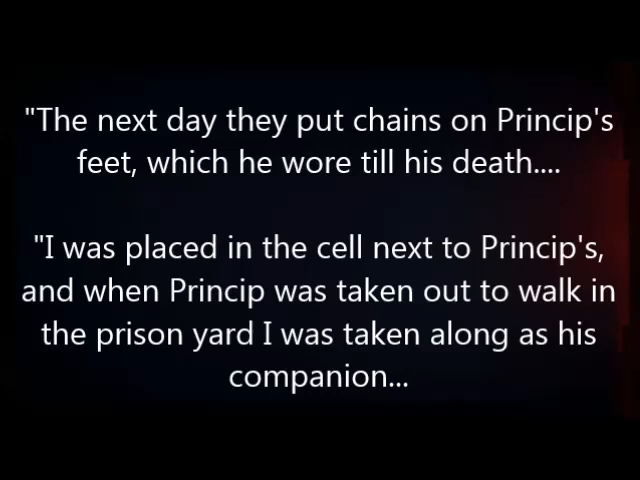 "The next day they put chains on Princip's
feet, which he wore till his death....
"I was placed in the cell next to Princip's,
and when Princip was taken out to walk in
the prison yard I was taken along as his
companion...